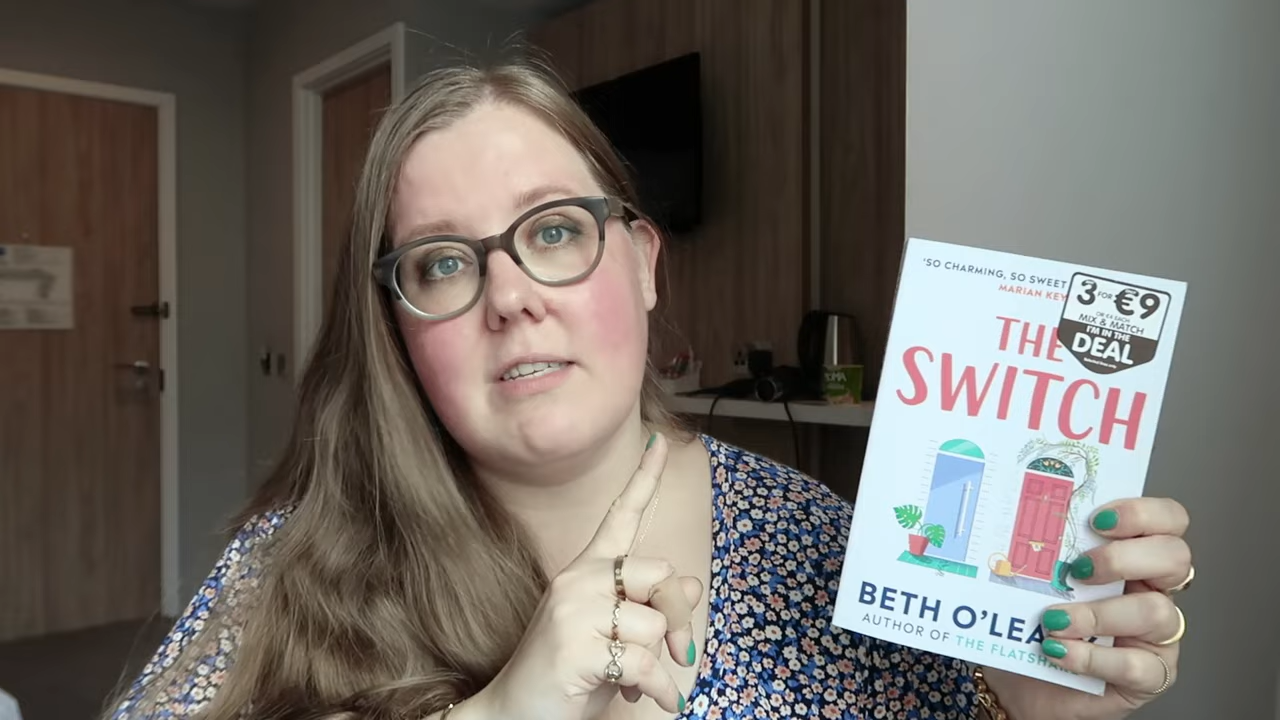 'SO CHARMING, SO SWEET
MARIAN KEY
3 FOR €9
MIX & MATCH
I'M IN THE
DEAL
THE
SWITCH
BETH O'LEA
AUTHOR OF THE FLATSHA